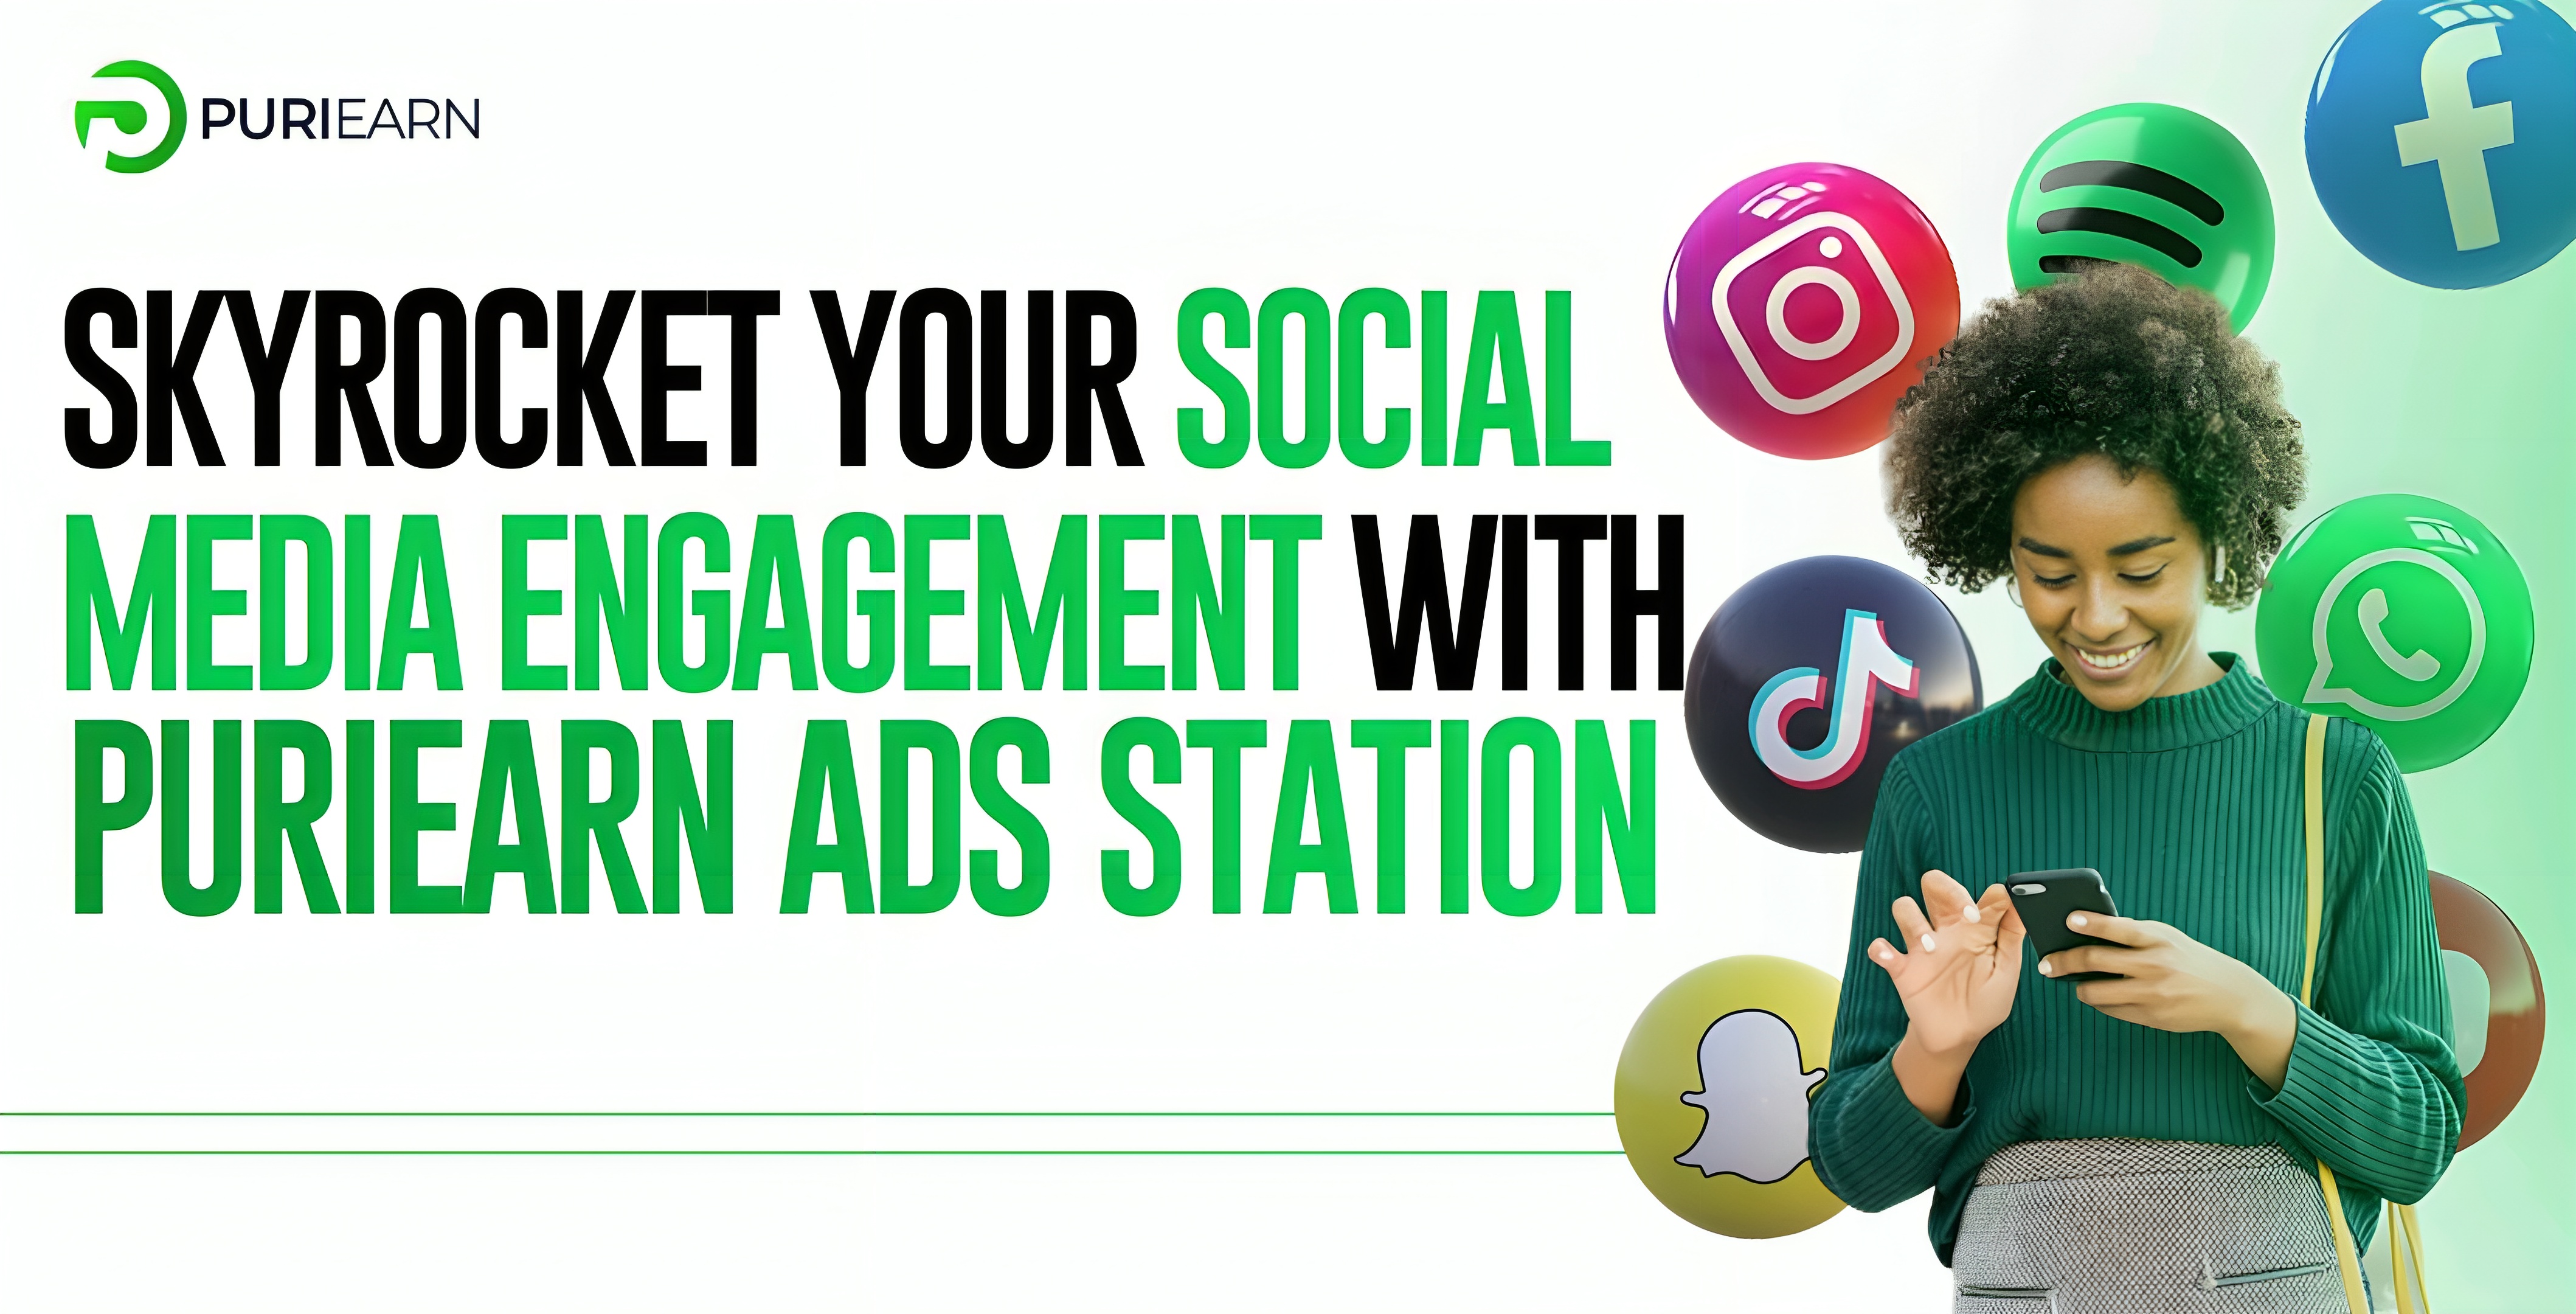 PURIEARN
SKYROCKET YOUR SOCIAL
MEDIA ENGAGEMENT WITH
PURIEARN ADS STATION